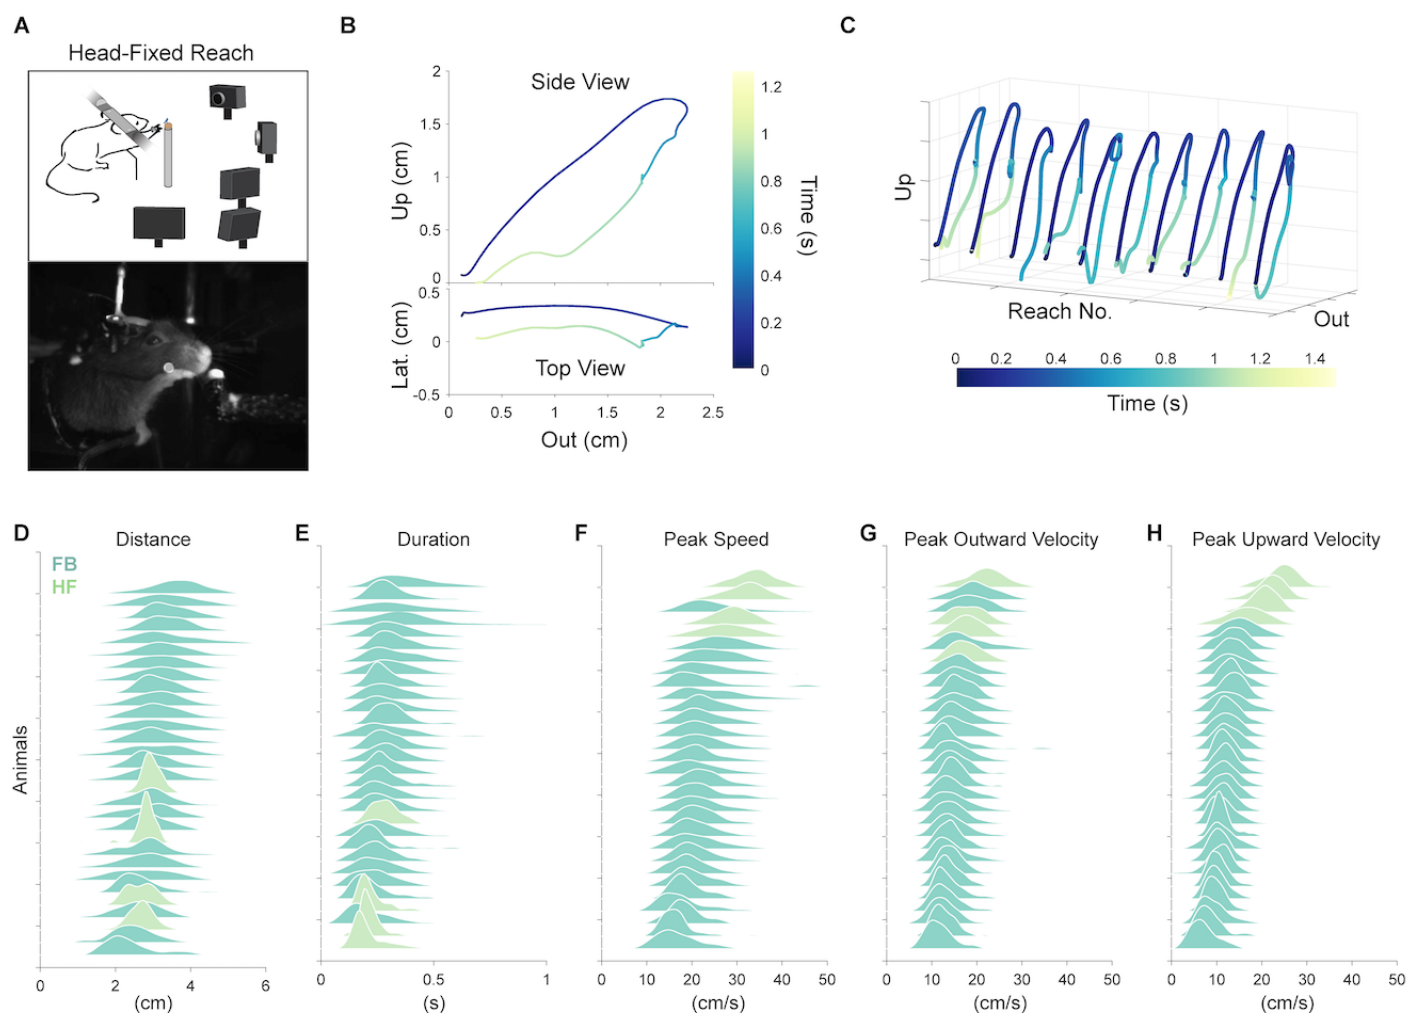 A
Head-Fixed Reach
B
Side View
Up (cm)
2
1.5
1
0.5
0
0.5
0
-0.5
Lat. (cm)
Top View
0 0.5 1 1.5 2 2.5
Out (cm)
1.2
1
0.8
0.6
0.4
0.2
0
Time (s)
C
Up
Reach No.
Out
0 0.2 0.4 0.6 0.8 1 1.2 1.4
Time (s)
D Distance
FB
HF
Animals
0 2 4 6
(cm)
E Duration
0 0.5 1
(s)
F Peak Speed
0 10 20 30 40 50
(cm/s)
G Peak Outward Velocity
0 10 20 30 40 50
(cm/s)
H Peak Upward Velocity
0 10 20 30 40 50
(cm/s)